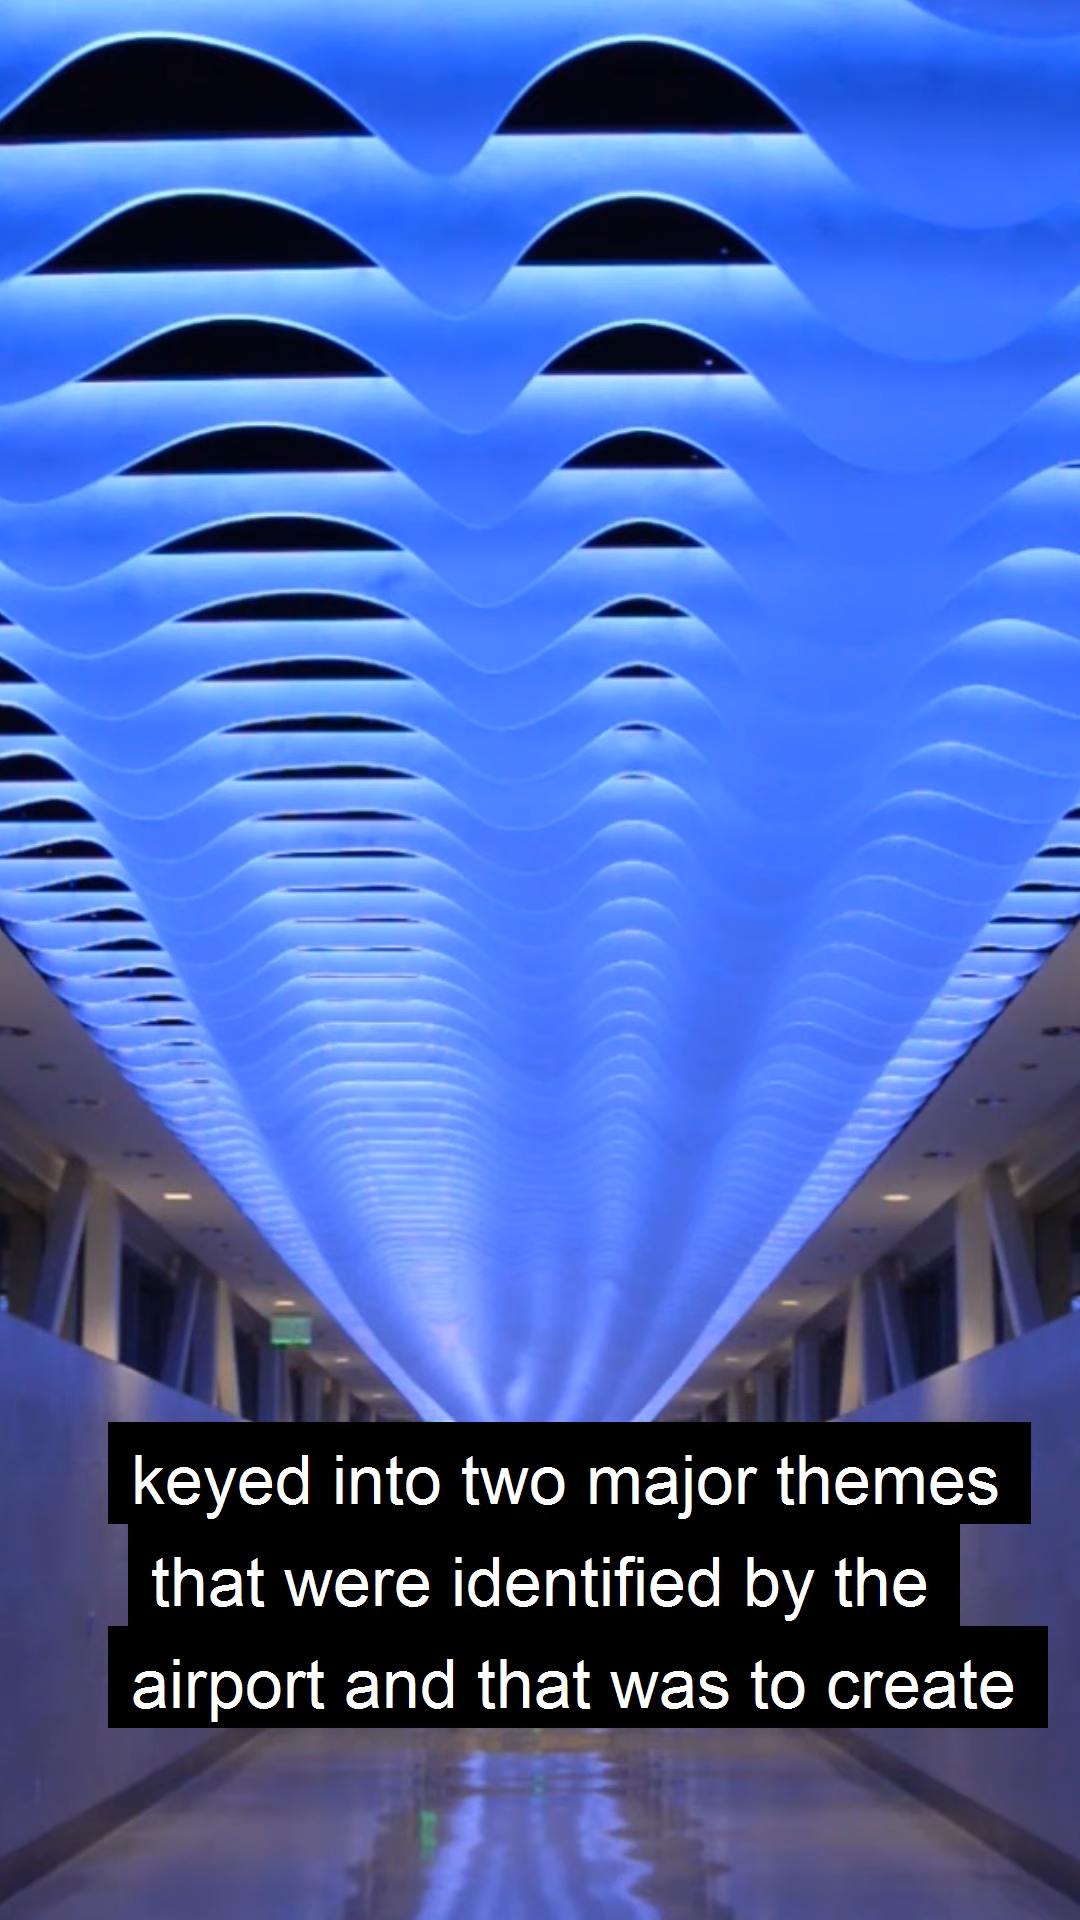 keyed into two major themes
that were identified by the
airport and that was to create